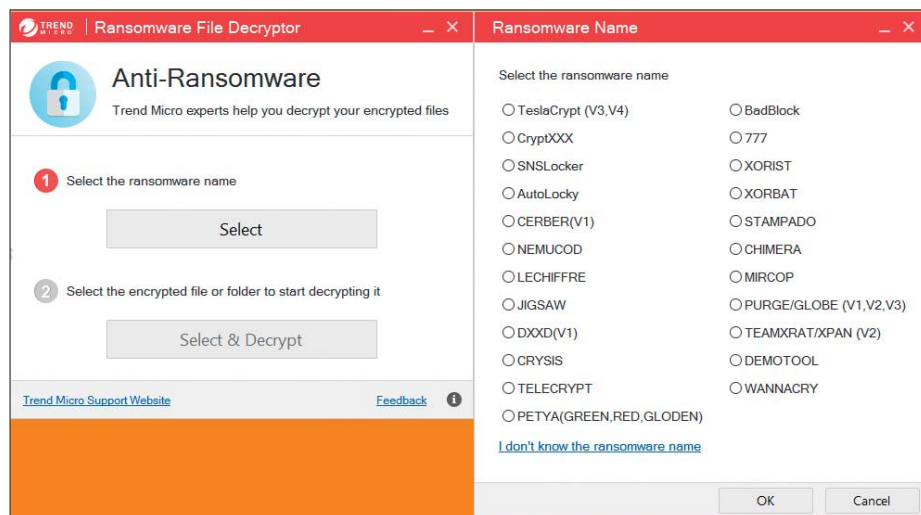 TREND MICRO Ransomware File Decryptor
Anti-Ransomware
Trend Micro experts help you decrypt your encrypted files
1 Select the ransomware name
Select
2 Select the encrypted file or folder to start decrypting it
Select & Decrypt
Trend Micro Support Website Feedback
Ransomware Name
Select the ransomware name
TeslaCrypt (V3,V4)
CryptXXX
SNSLocker
AutoLocky
CERBER(V1)
NEMUCOD
LECHIFFRE
JIGSAW
DXXD(V1)
CRYSIS
TELECRYPT
PETYA(GREEN,RED,GLODEN)
BadBlock
777
XORIST
XORBAT
STAMPADO
CHIMERA
MIRCOP
PURGE/GLOBE (V1,V2,V3)
TEAMXRAT/XPAN (V2)
DEMOTOOL
WANNACRY
I don't know the ransomware name
OK Cancel